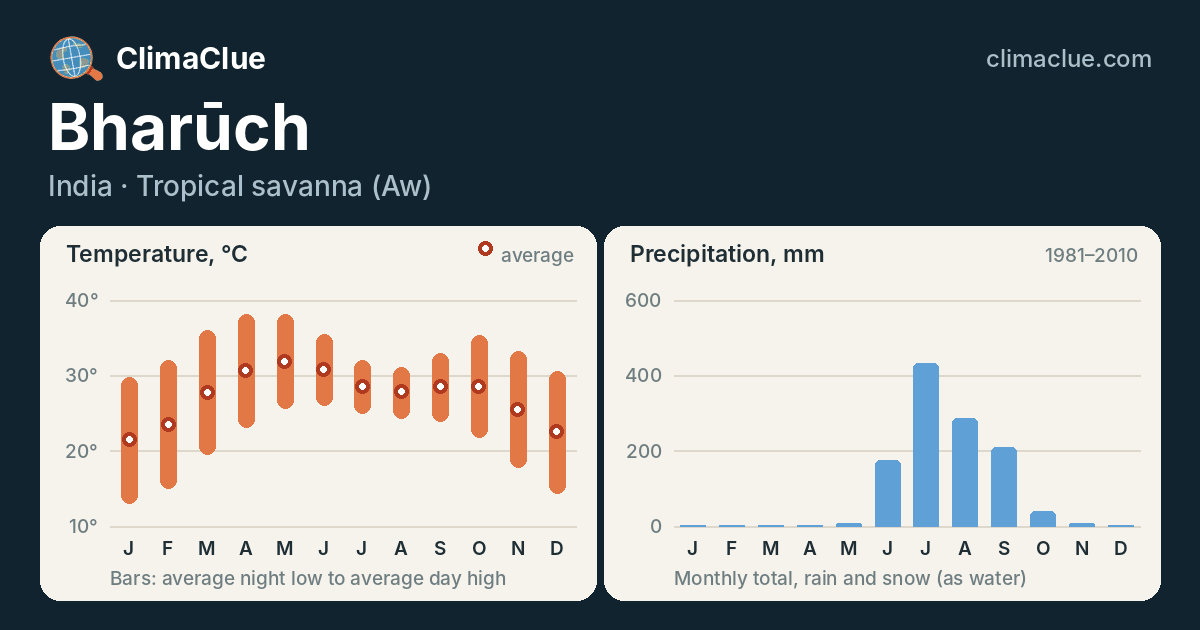 ClimaClue
climaclue.com
Bharūch
India · Tropical savanna (Aw)
Temperature, °C
average
40°
30°
20°
10°
J F M A M J J A S O N D
Bars: average night low to average day high
Precipitation, mm
1981–2010
600
400
200
0
J F M A M J J A S O N D
Monthly total, rain and snow (as water)